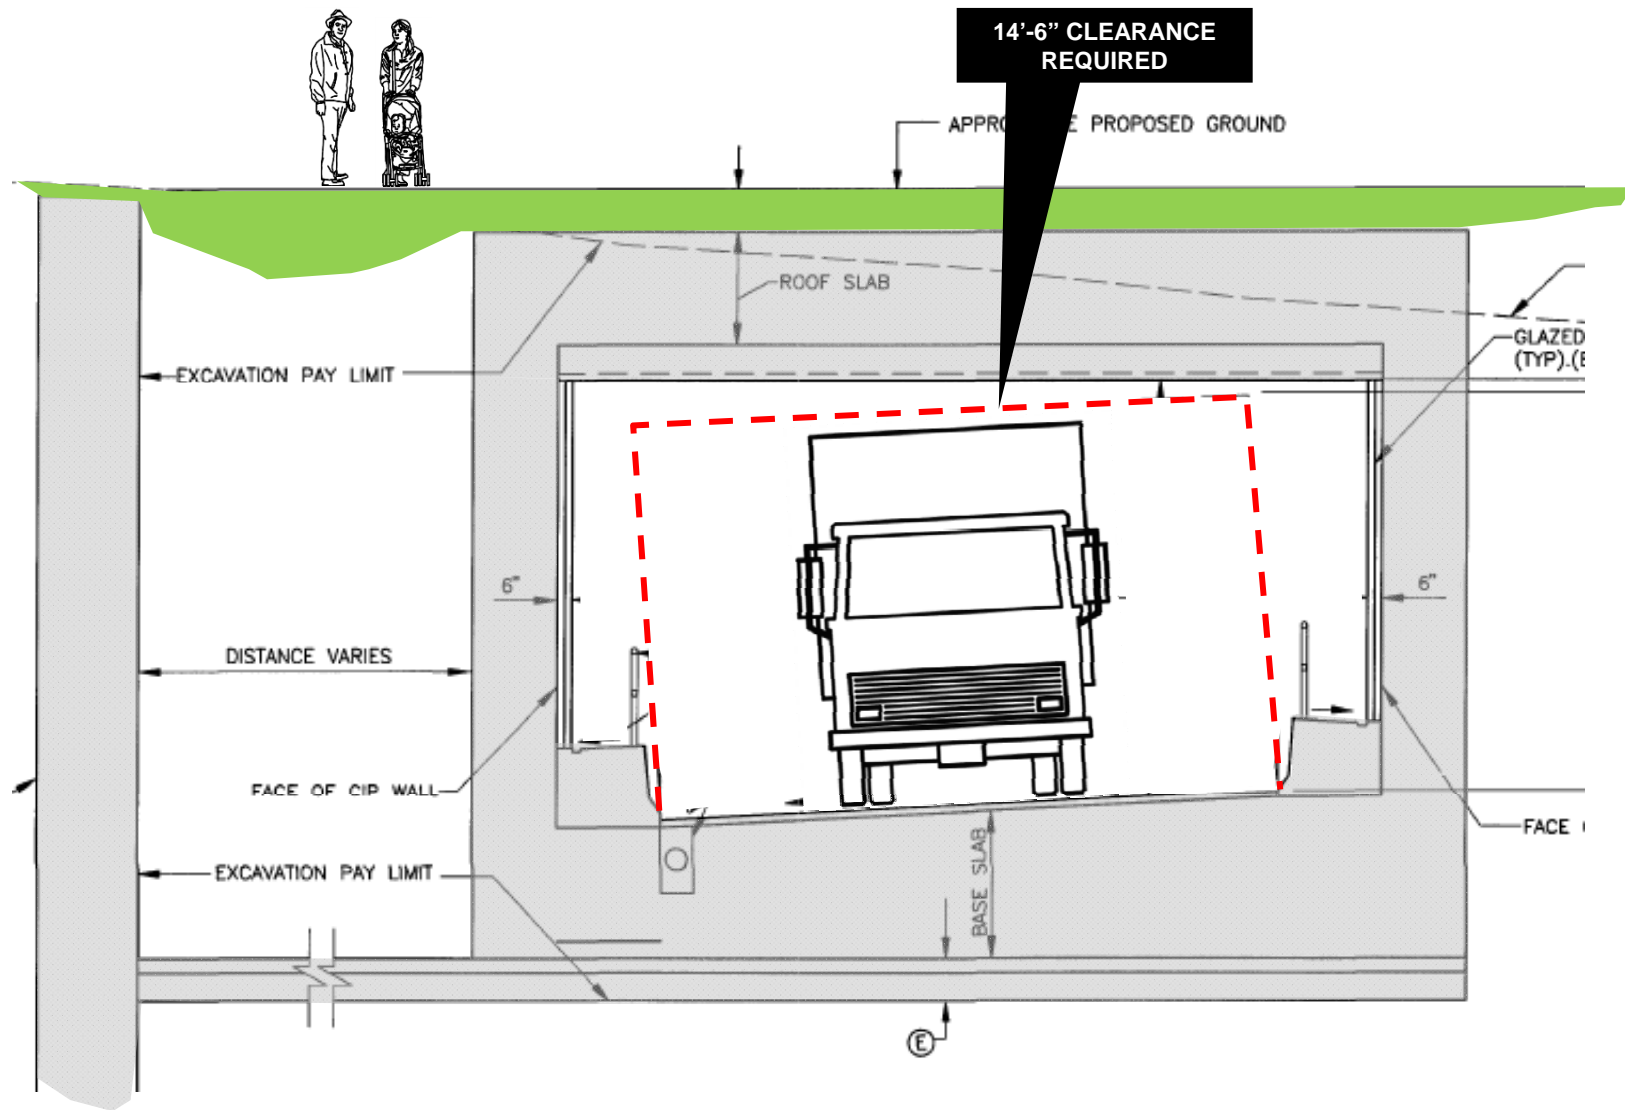 14’-6” CLEARANCE
REQUIRED
PROPOSED GROUND
ROOF SLAB
GLAZED
(TYP).(
EXCAVATION PAY LIMIT
6"
6"
DISTANCE VARIES
FACE OF CIP WALL
FACE
BASE SLAB
EXCAVATION PAY LIMIT
E